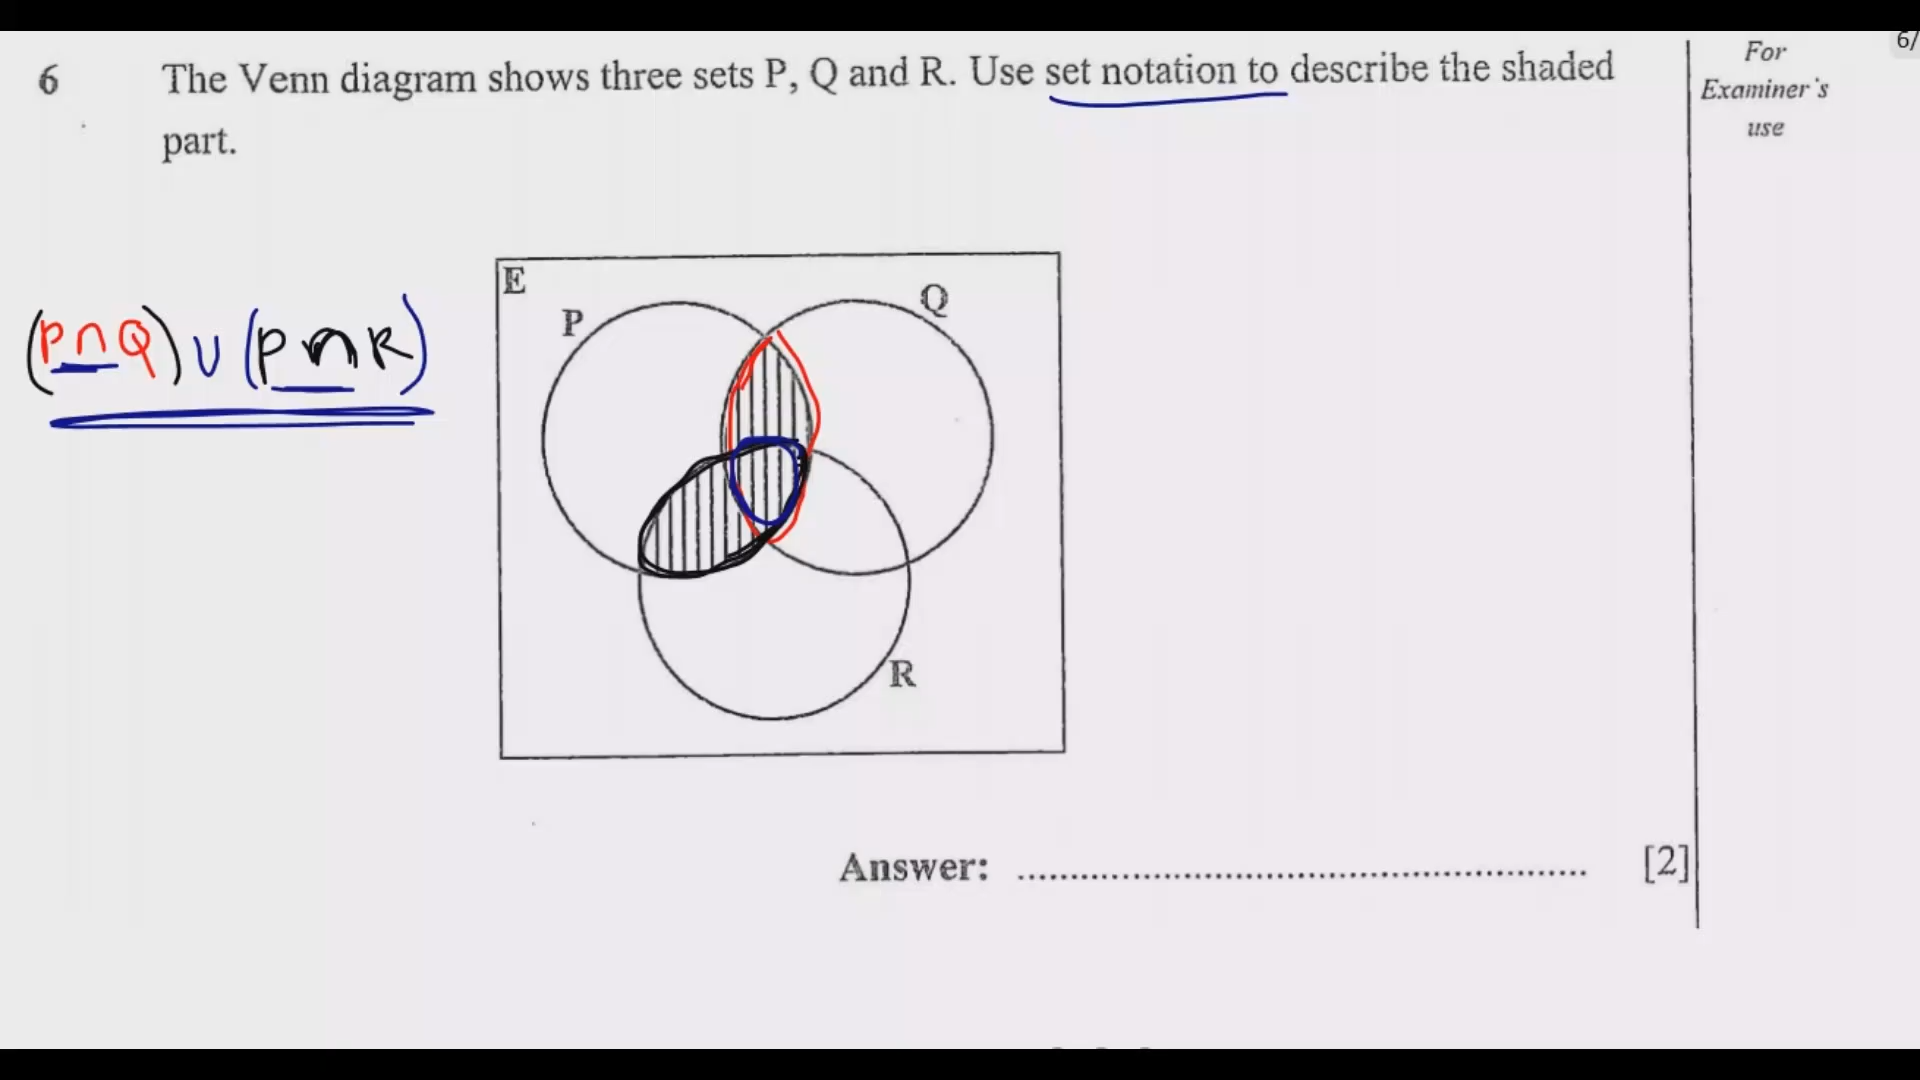 6/
For
6 The Venn diagram shows three sets P, Q and R. Use set notation to describe the shaded
Examiner's
part.
use
E
P
Q
(P∩Q) ∪ (P∩R)
R
Answer: .......................................................... [2]